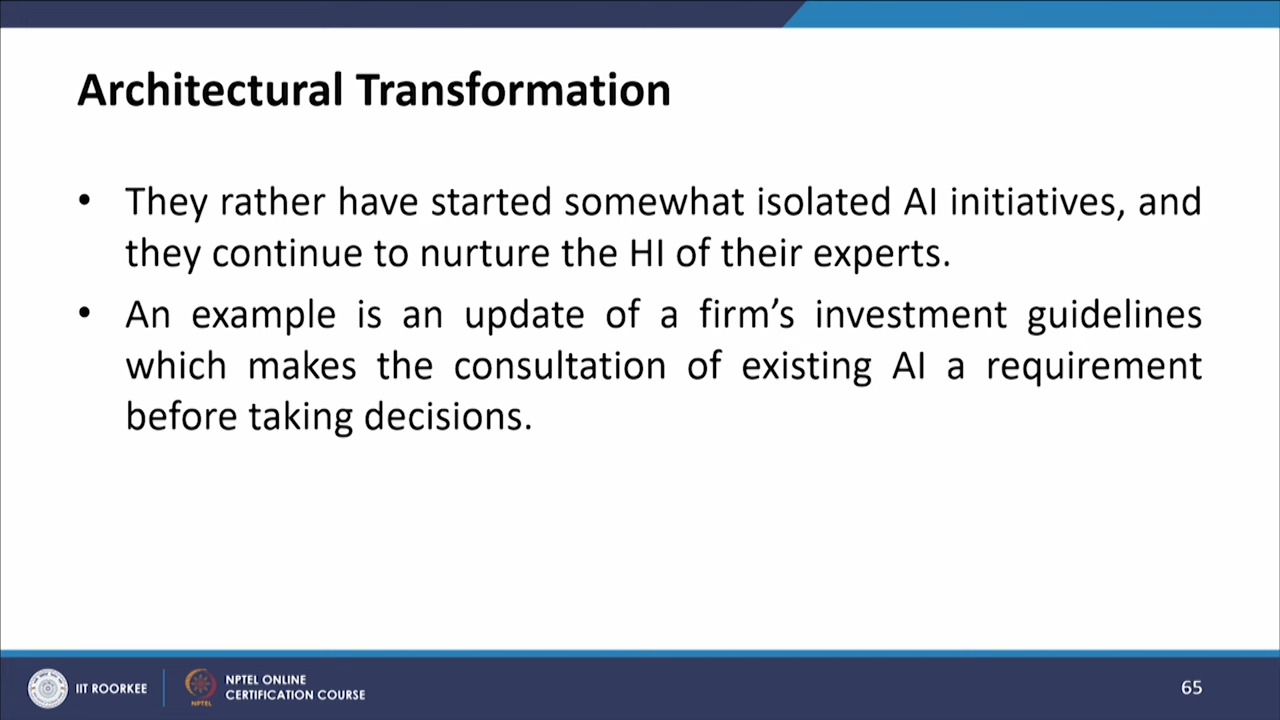 Architectural Transformation
• They rather have started somewhat isolated AI initiatives, and
they continue to nurture the HI of their experts.
• An example is an update of a firm’s investment guidelines
which makes the consultation of existing AI a requirement
before taking decisions.
IIT ROORKEE
NPTEL
NPTEL ONLINE
CERTIFICATION COURSE
65